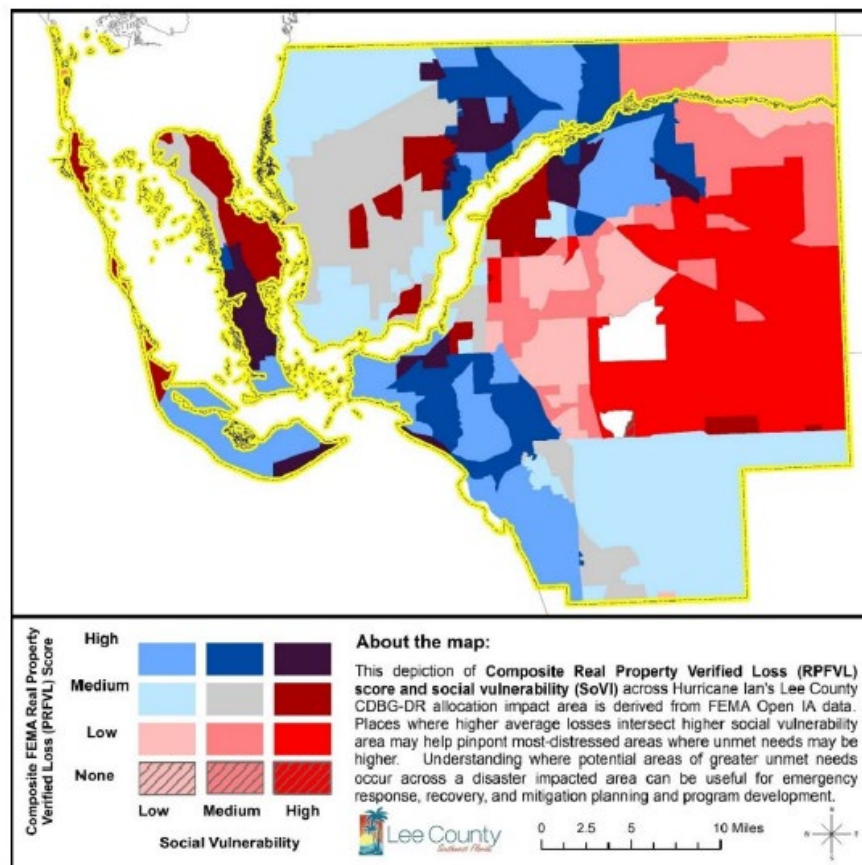 Composite FEMA Real Property
Verified Loss (PRFVL) Score
High
Medium
Low
None
Low Medium High
Social Vulnerability
About the map:
This depiction of Composite Real Property Verified Loss (RPFVL)
score and social vulnerability (SoVI) across Hurricane Ian's Lee County
CDBG-DR allocation impact area is derived from FEMA Open IA data.
Places where higher average losses intersect higher social vulnerability
area may help pinpont most-distressed areas where unmet needs may be
higher. Understanding where potential areas of greater unmet needs
occur across a disaster impacted area can be useful for emergency
response, recovery, and mitigation planning and program development.
Lee County
Southwest Florida
0 2.5 5 10 Miles
N
W E
S